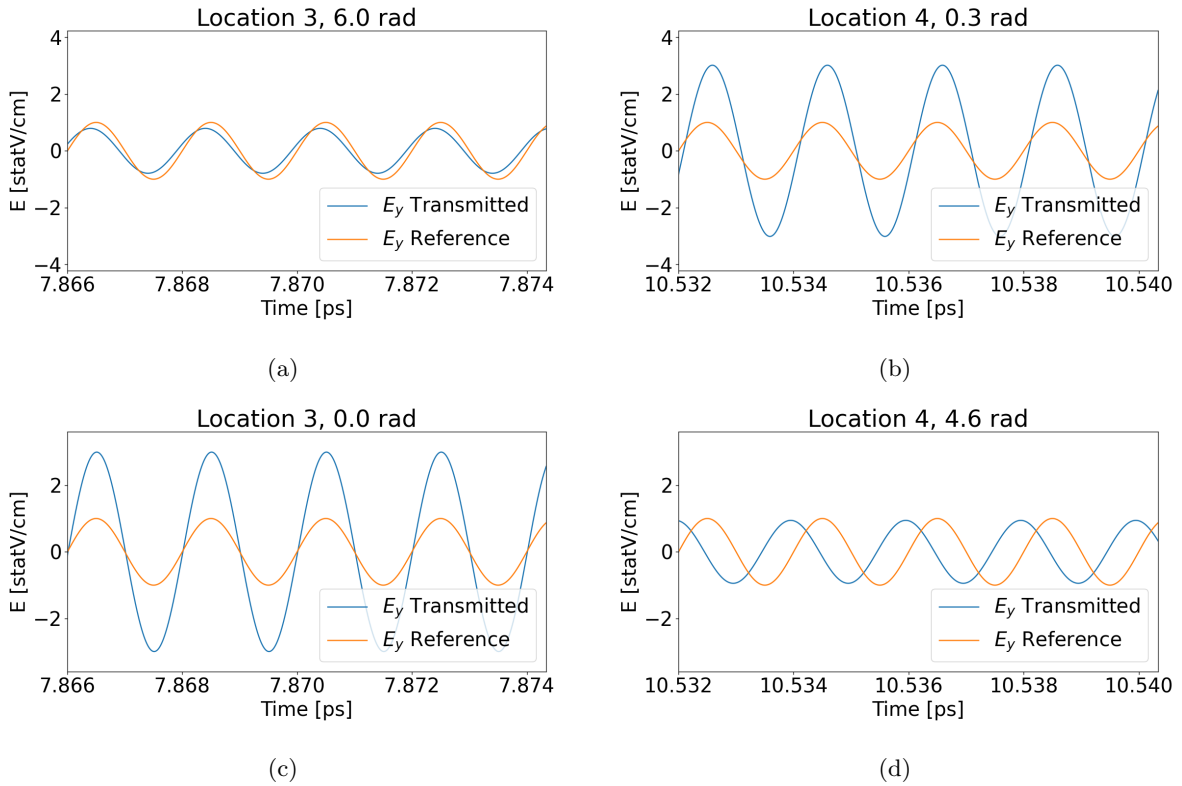 Location 3, 6.0 rad
4
2
0
−2
−4
E [statV/cm]
E_y Transmitted
E_y Reference
7.866 7.868 7.870 7.872 7.874
Time [ps]
(a)
Location 4, 0.3 rad
4
2
0
−2
−4
E [statV/cm]
E_y Transmitted
E_y Reference
10.532 10.534 10.536 10.538 10.540
Time [ps]
(b)
Location 3, 0.0 rad
2
0
−2
E [statV/cm]
E_y Transmitted
E_y Reference
7.866 7.868 7.870 7.872 7.874
Time [ps]
(c)
Location 4, 4.6 rad
2
0
−2
E [statV/cm]
E_y Transmitted
E_y Reference
10.532 10.534 10.536 10.538 10.540
Time [ps]
(d)